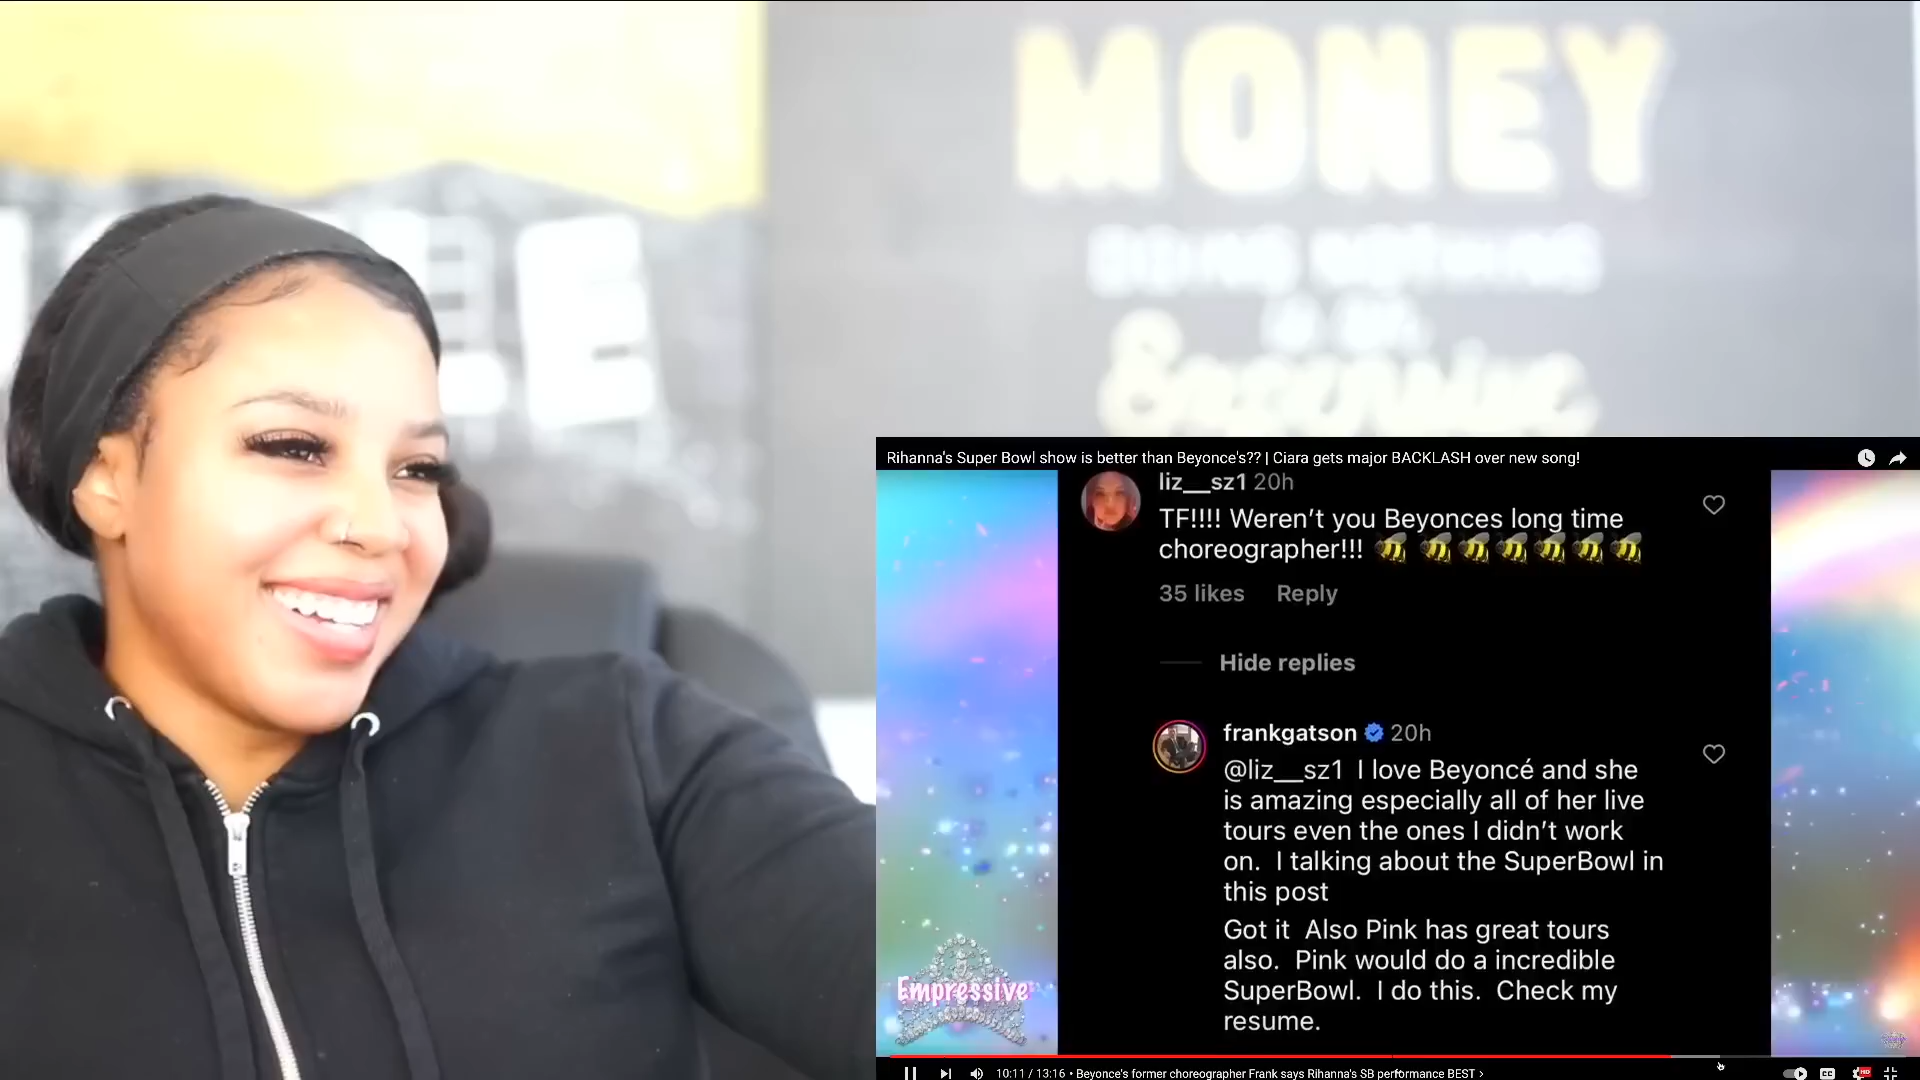 MONEY
Rihanna's Super Bowl show is better than Beyonce's?? | Ciara gets major BACKLASH over new song!
liz__sz1 20h
TF!!!! Weren't you Beyonces long time
choreographer!!! 🐝 🐝🐝🐝🐝🐝🐝
35 likes Reply
Hide replies
frankgatson 20h
@liz__sz1 I love Beyoncé and she
is amazing especially all of her live
tours even the ones I didn't work
on. I talking about the SuperBowl in
this post
Got it Also Pink has great tours
also. Pink would do a incredible
SuperBowl. I do this. Check my
resume.
Empressive
10:11 / 13:16 • Beyonce's former choreographer Frank says Rihanna's SB performance BEST
CC
HD